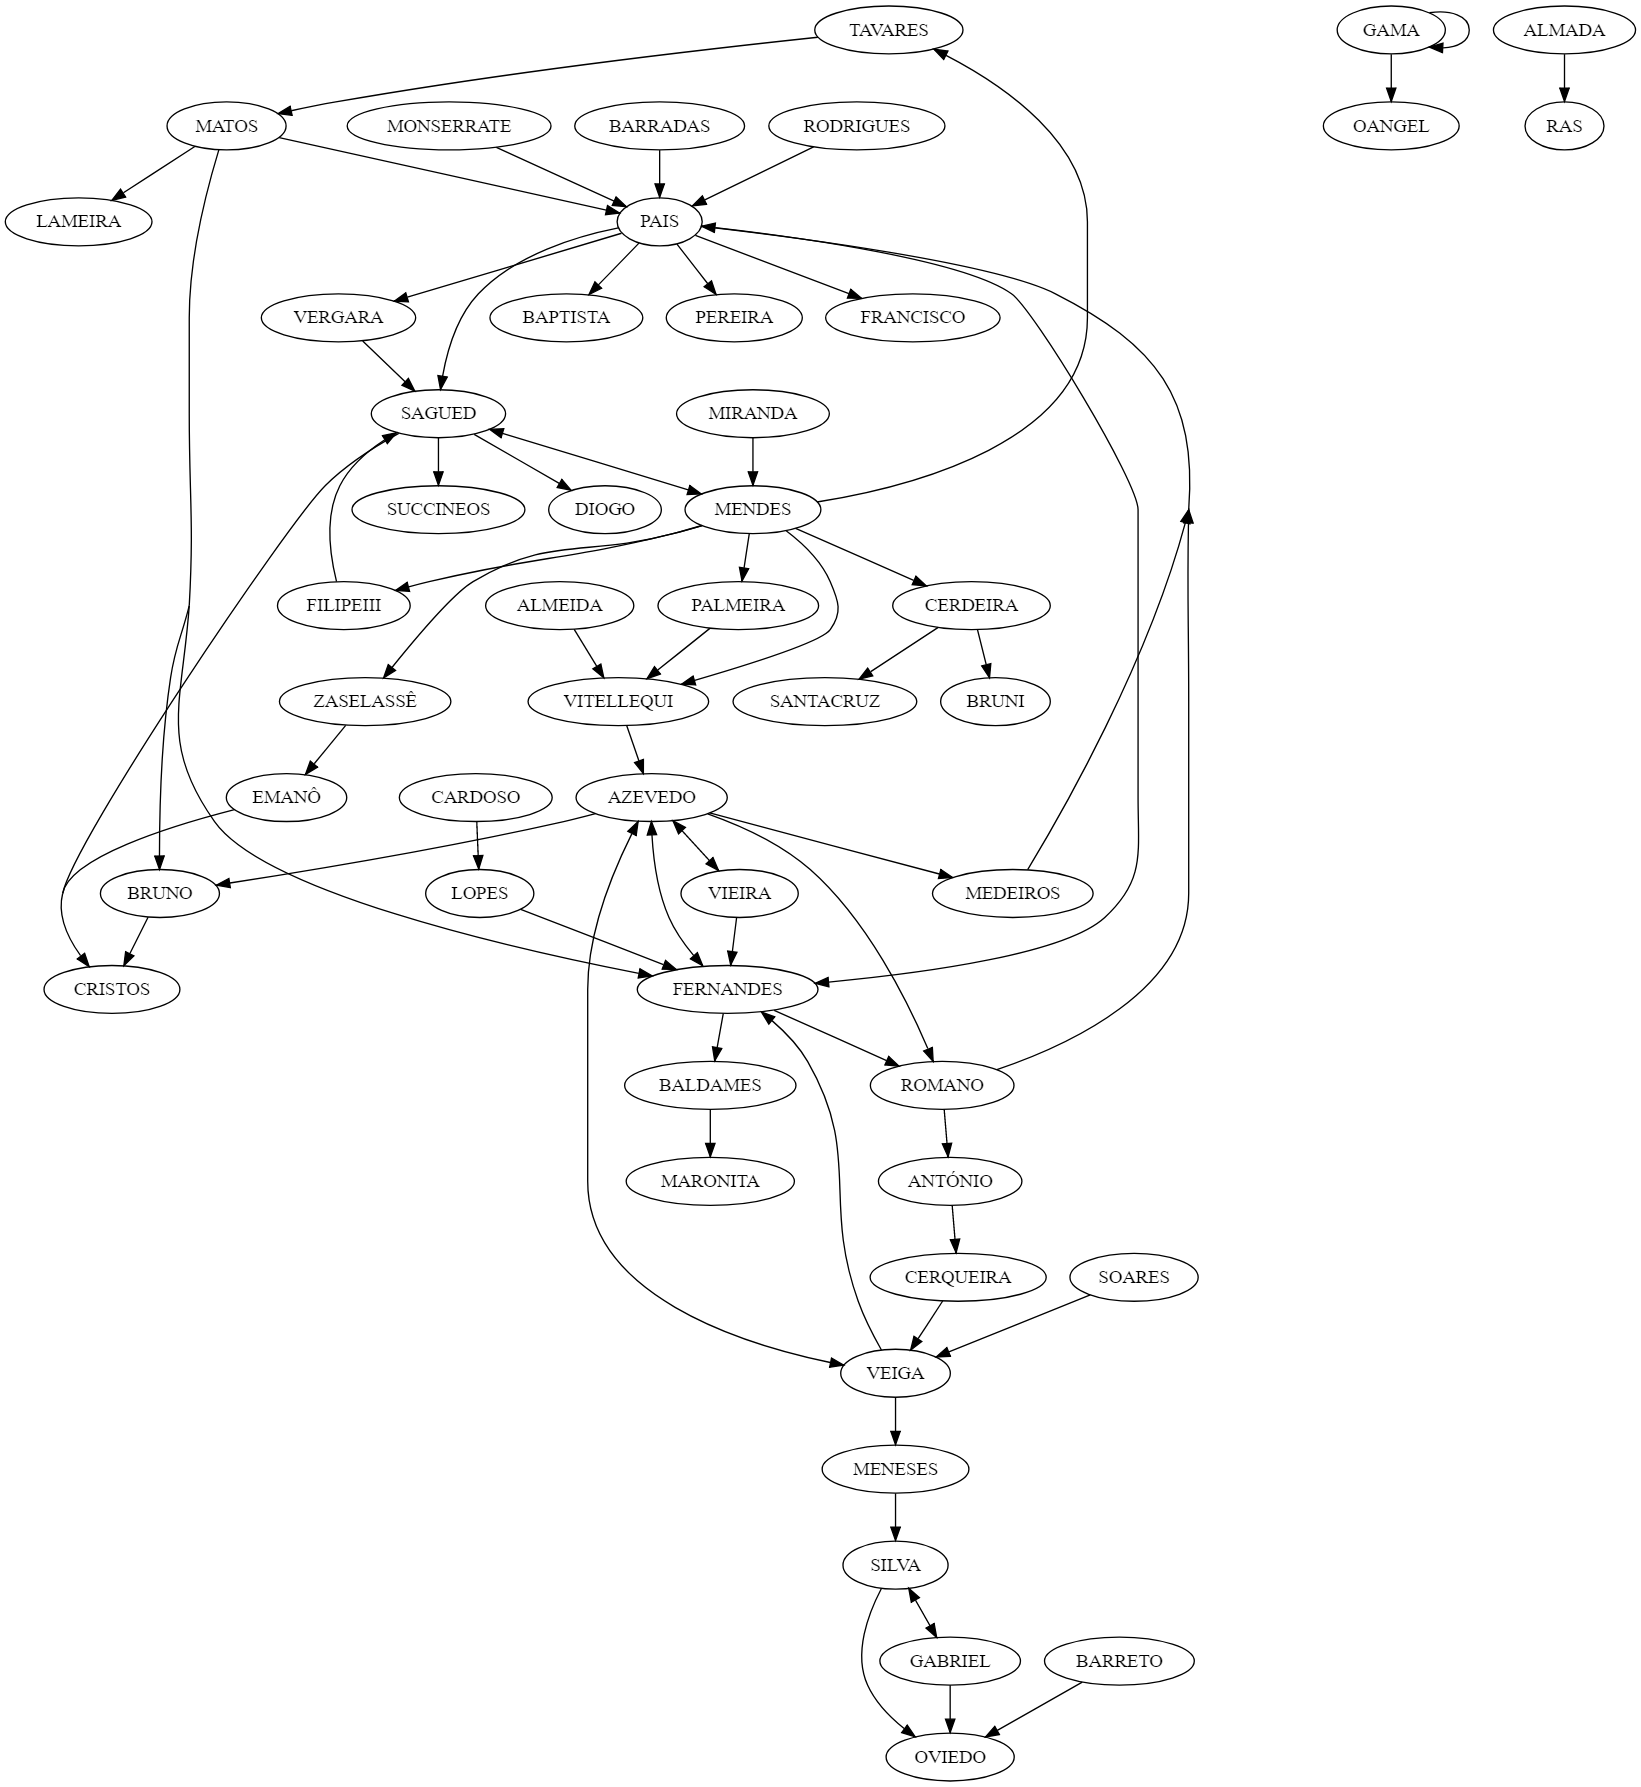 TAVARES
GAMA
ALMADA
MATOS
MONSERRATE
BARRADAS
RODRIGUES
OANGEL
RAS
LAMEIRA
PAIS
VERGARA
BAPTISTA
PEREIRA
FRANCISCO
SAGUED
MIRANDA
SUCCINEOS
DIOGO
MENDES
FILIPEIII
ALMEIDA
PALMEIRA
CERDEIRA
ZASELASSÊ
VITELLEQUI
SANTACRUZ
BRUNI
EMANÔ
CARDOSO
AZEVEDO
BRUNO
LOPES
VIEIRA
MEDEIROS
CRISTOS
FERNANDES
BALDAMES
ROMANO
MARONITA
ANTÓNIO
CERQUEIRA
SOARES
VEIGA
MENESES
SILVA
GABRIEL
BARRETO
OVIEDO